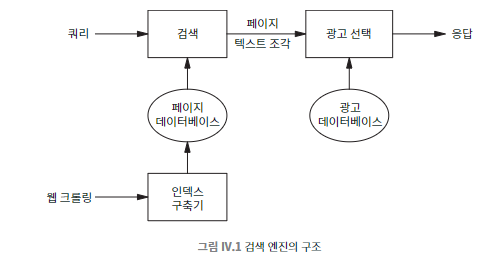 쿼리
검색
페이지
텍스트 조각
광고 선택
응답
페이지
데이터베이스
광고
데이터베이스
웹 크롤링
인덱스
구축기
그림 IV.1 검색 엔진의 구조